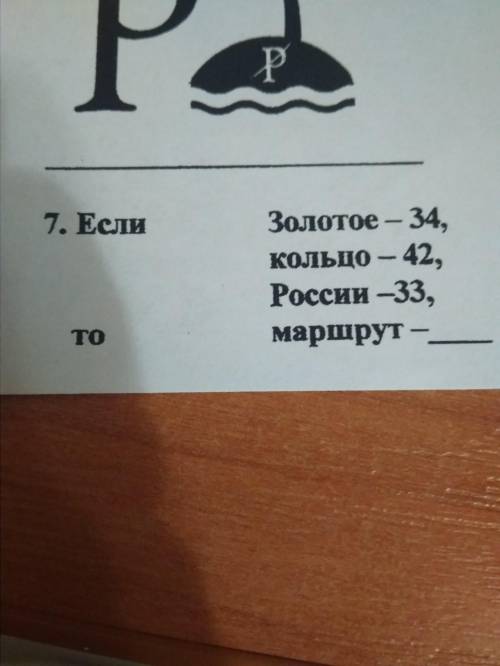 Р
Р
7. Если Золотое – 34,
кольцо – 42,
России –33,
то маршрут –____